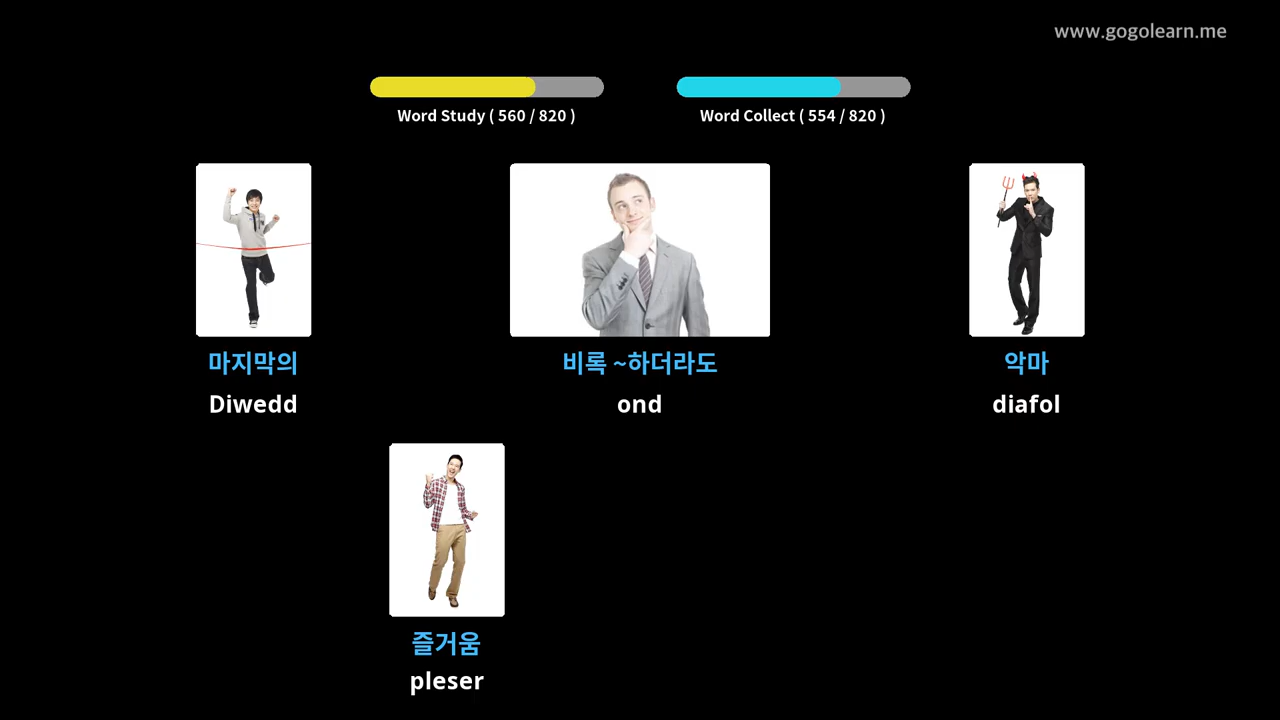 www.gogolearn.me
Word Study ( 560 / 820 )
Word Collect ( 554 / 820 )
마지막의
Diwedd
비록 ~하더라도
ond
악마
diafol
즐거움
pleser